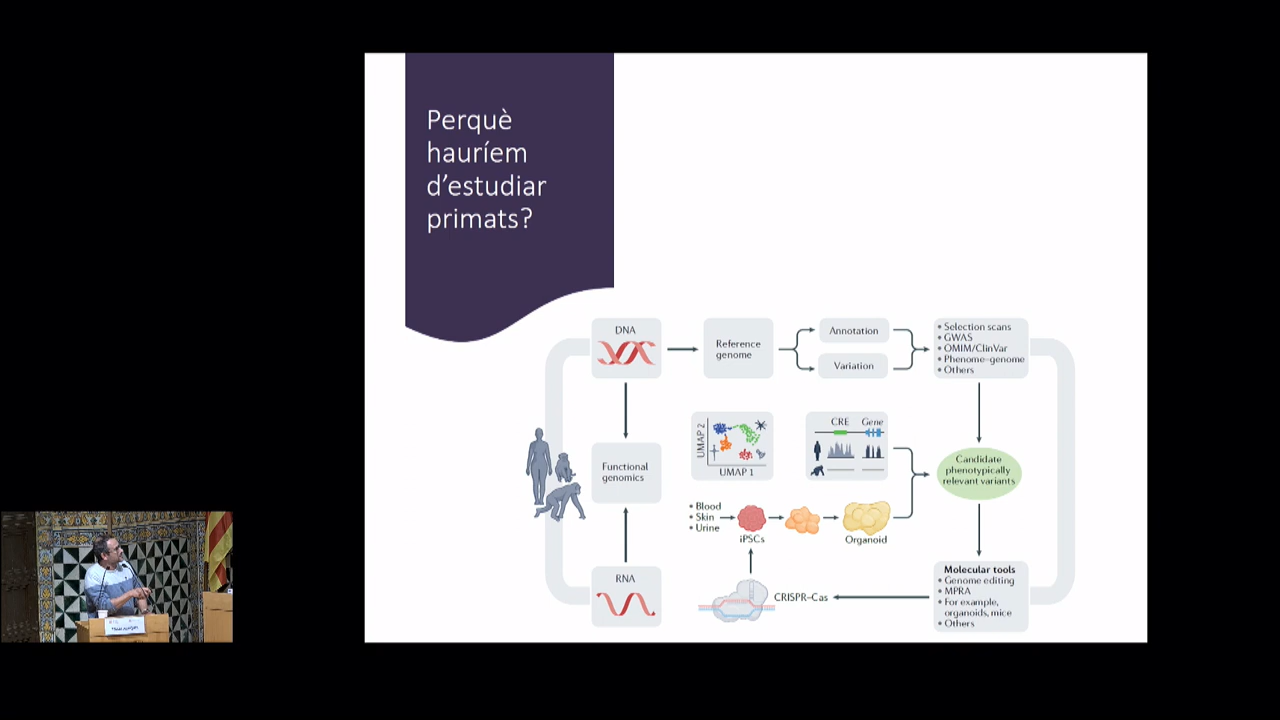 Perquè
hauríem
d'estudiar
primats?
DNA
Reference
genome
Annotation
Variation
• Selection scans
• GWAS
• OMIM/ClinVar
• Phenome–genome
• Others
Functional
genomics
UMAP 2
UMAP 1
CRE Gene
Candidate
phenotypically
relevant variants
• Blood
• Skin
• Urine
iPSCs
Organoid
RNA
CRISPR–Cas
Molecular tools
• Genome editing
• MPRA
• For example,
organoids, mice
• Others